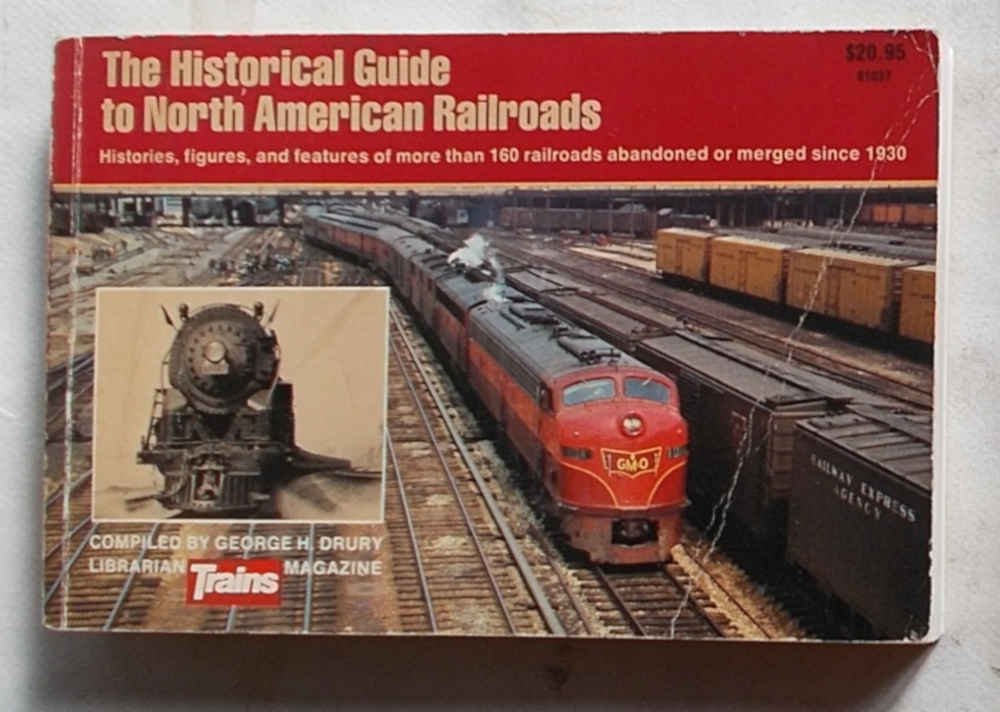 The Historical Guide
to North American Railroads
$20.95
Histories, figures, and features of more than 160 railroads abandoned or merged since 1930
GM&O
RAILWAY EXPRESS
AGENCY
COMPILED BY GEORGE H. DRURY
LIBRARIAN Trains MAGAZINE